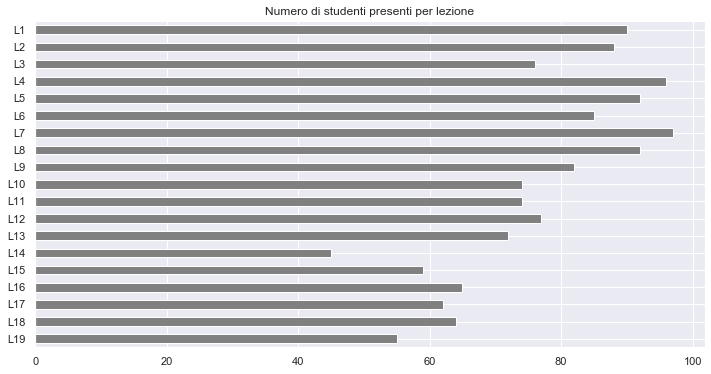 Numero di studenti presenti per lezione
L1
L2
L3
L4
L5
L6
L7
L8
L9
L10
L11
L12
L13
L14
L15
L16
L17
L18
L19
0 20 40 60 80 100